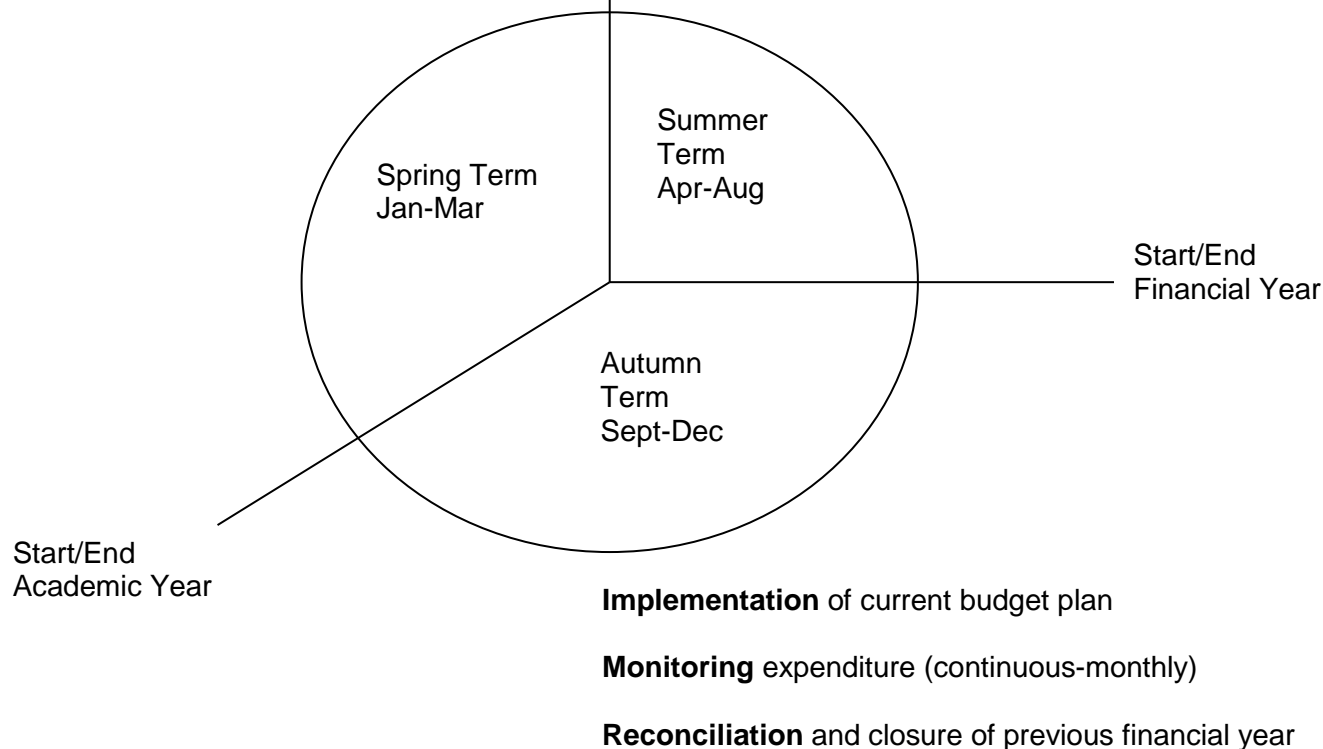 Summer
Term
Apr-Aug
Spring Term
Jan-Mar
Start/End
Financial Year
Autumn
Term
Sept-Dec
Start/End
Academic Year
Implementation of current budget plan
Monitoring expenditure (continuous-monthly)
Reconciliation and closure of previous financial year